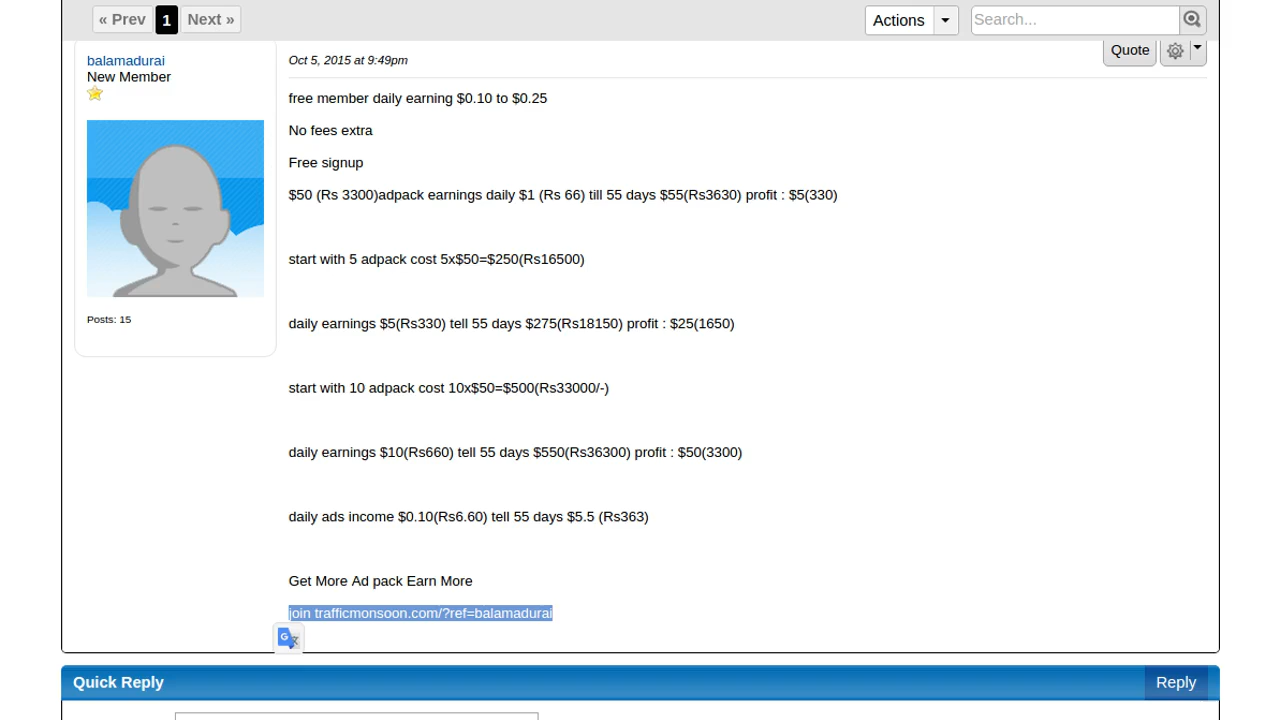 « Prev 1 Next »
Actions
Search...
balamadurai
New Member
Posts: 15
Oct 5, 2015 at 9:49pm
Quote
free member daily earning $0.10 to $0.25
No fees extra
Free signup
$50 (Rs 3300)adpack earnings daily $1 (Rs 66) till 55 days $55(Rs3630) profit : $5(330)
start with 5 adpack cost 5x$50=$250(Rs16500)
daily earnings $5(Rs330) tell 55 days $275(Rs18150) profit : $25(1650)
start with 10 adpack cost 10x$50=$500(Rs33000/-)
daily earnings $10(Rs660) tell 55 days $550(Rs36300) profit : $50(3300)
daily ads income $0.10(Rs6.60) tell 55 days $5.5 (Rs363)
Get More Ad pack Earn More
join trafficmonsoon.com/?ref=balamadurai
Quick Reply
Reply